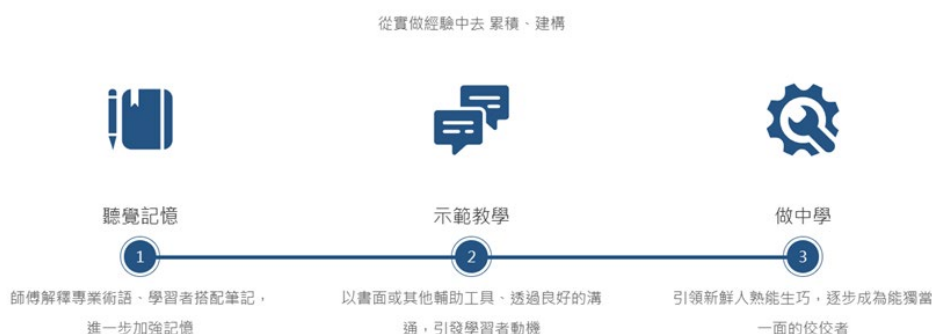 從實做經驗中去 累積、建構
聽覺記憶
示範教學
做中學
1
2
3
師傅解釋專業術語、學習者搭配筆記，
進一步加強記憶
以書面或其他輔助工具、透過良好的溝
通，引發學習者動機
引領新鮮人熟能生巧，逐步成為能獨當
一面的佼佼者